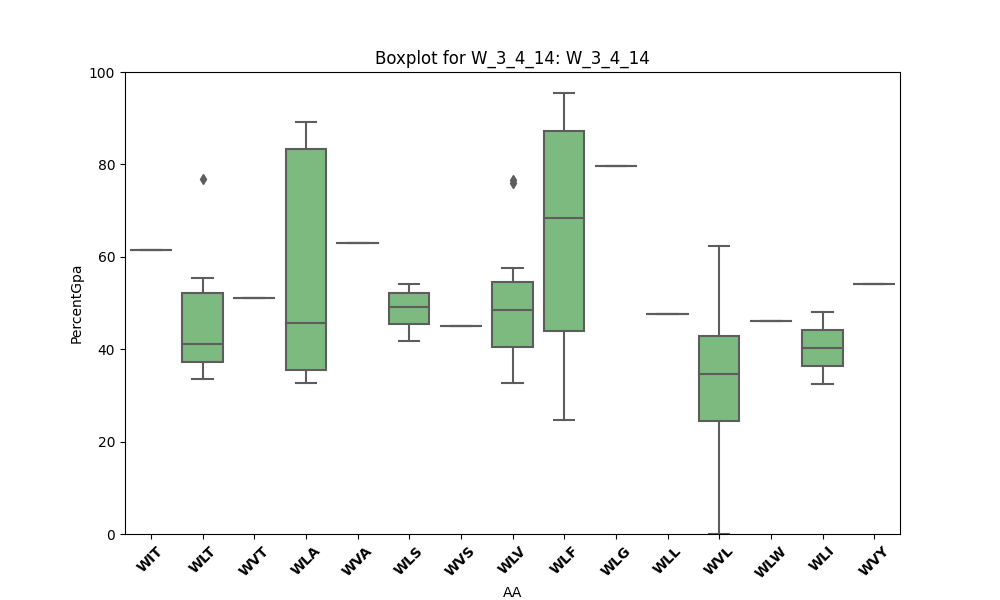 Boxplot for W_3_4_14: W_3_4_14
100
80
60
40
20
0
PercentGpa
WIT WLT WVT WLA WVA WLS WVS WLV WLF WLG WLL WVL WLW WLI WVY
AA